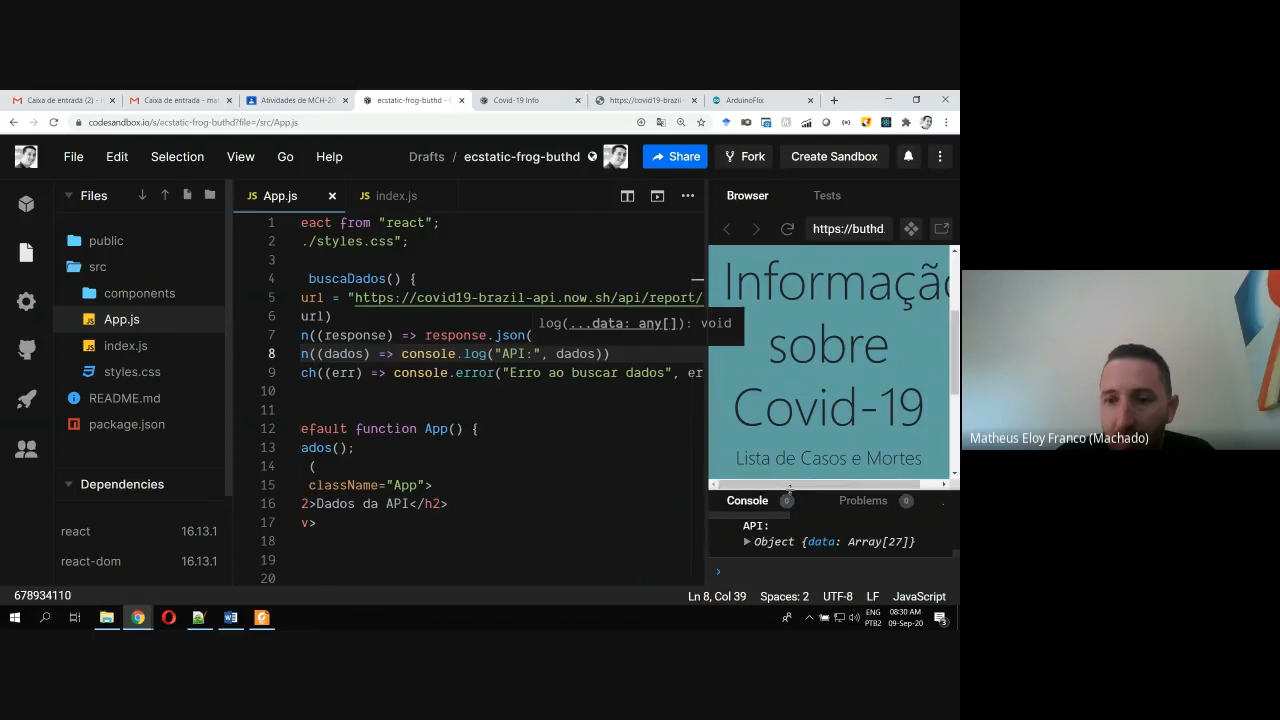 Caixa de entrada (2) -
Caixa de entrada - ma
Atividades de MCH-20
ecstatic-frog-buthd - C
Covid-19 Info
https://covid19-brazil-
ArduinoFlix
codesandbox.io/s/ecstatic-frog-buthd?file=/src/App.js
File Edit Selection View Go Help
Drafts / ecstatic-frog-buthd
Share
Fork
Create Sandbox
Files
public
src
components
App.js
index.js
styles.css
README.md
package.json
Dependencies
react 16.13.1
react-dom 16.13.1
JS App.js
JS index.js
1 eact from "react";
2 ./styles.css";
3
4 buscaDados() {
5 url = "https://covid19-brazil-api.now.sh/api/report/
6 url)
7 n((response) => response.json(
log(...data: any[]): void
8 n((dados) => console.log("API:", dados))
9 ch((err) => console.error("Erro ao buscar dados", er
10
11
12 efault function App() {
13 ados();
14 (
15 className="App">
16 2>Dados da API</h2>
17 v>
18
19
20
Browser Tests
https://buthd.
Informação
sobre
Covid-19
Lista de Casos e Mortes
Console 0 Problems 0
API:
Object {data: Array[27]}
678934110
Ln 8, Col 39 Spaces: 2 UTF-8 LF JavaScript
ENG
PTB2
08:30 AM
09-Sep-20
3
Matheus Eloy Franco (Machado)